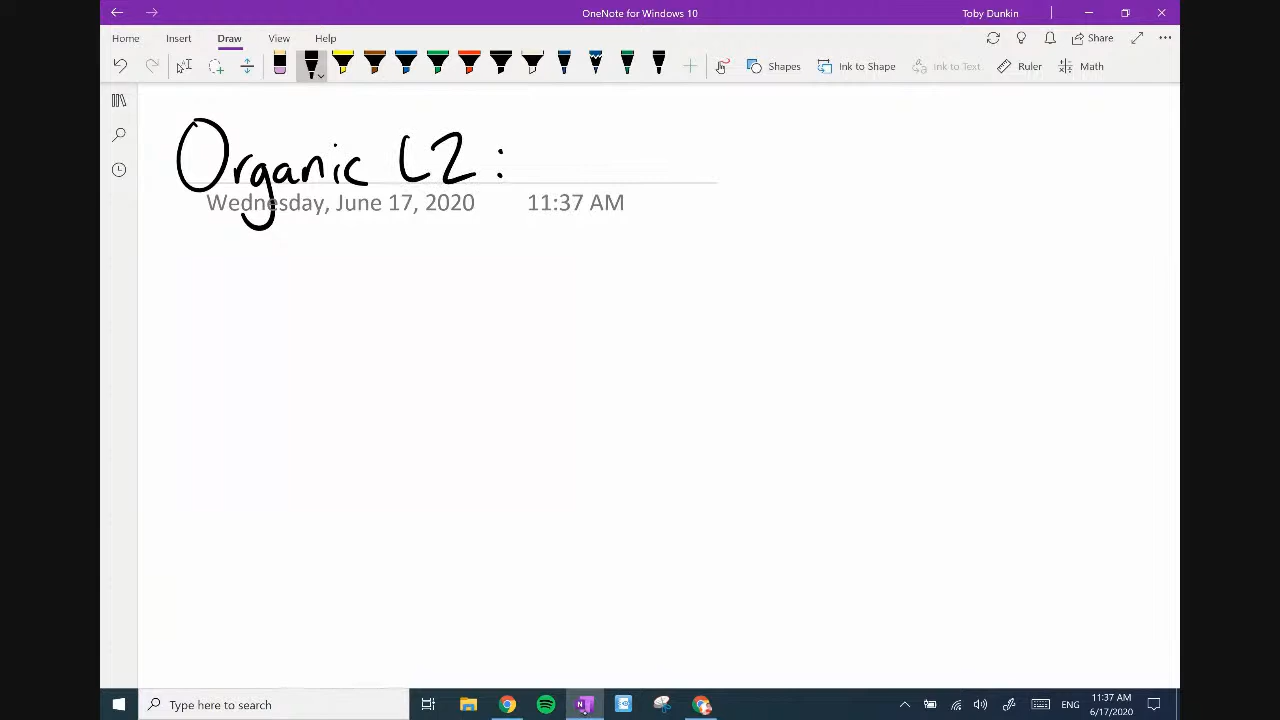 OneNote for Windows 10
Toby Dunkin
Home Insert Draw View Help
Share
Shapes Ink to Shape Ink to Text Ruler Math
Organic L2:
Wednesday, June 17, 2020 11:37 AM
Type here to search
ENG
11:37 AM
6/17/2020